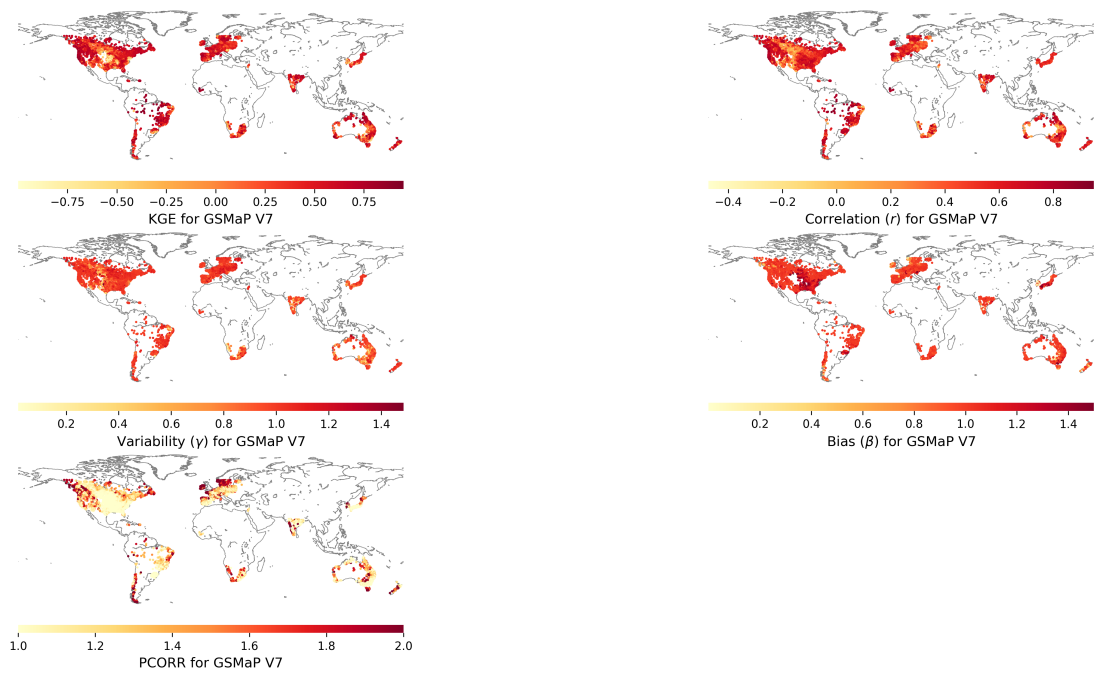 −0.75 −0.50 −0.25 0.00 0.25 0.50 0.75
KGE for GSMaP V7
−0.4 −0.2 0.0 0.2 0.4 0.6 0.8
Correlation (r) for GSMaP V7
0.2 0.4 0.6 0.8 1.0 1.2 1.4
Variability (γ) for GSMaP V7
0.2 0.4 0.6 0.8 1.0 1.2 1.4
Bias (β) for GSMaP V7
1.0 1.2 1.4 1.6 1.8 2.0
PCORR for GSMaP V7